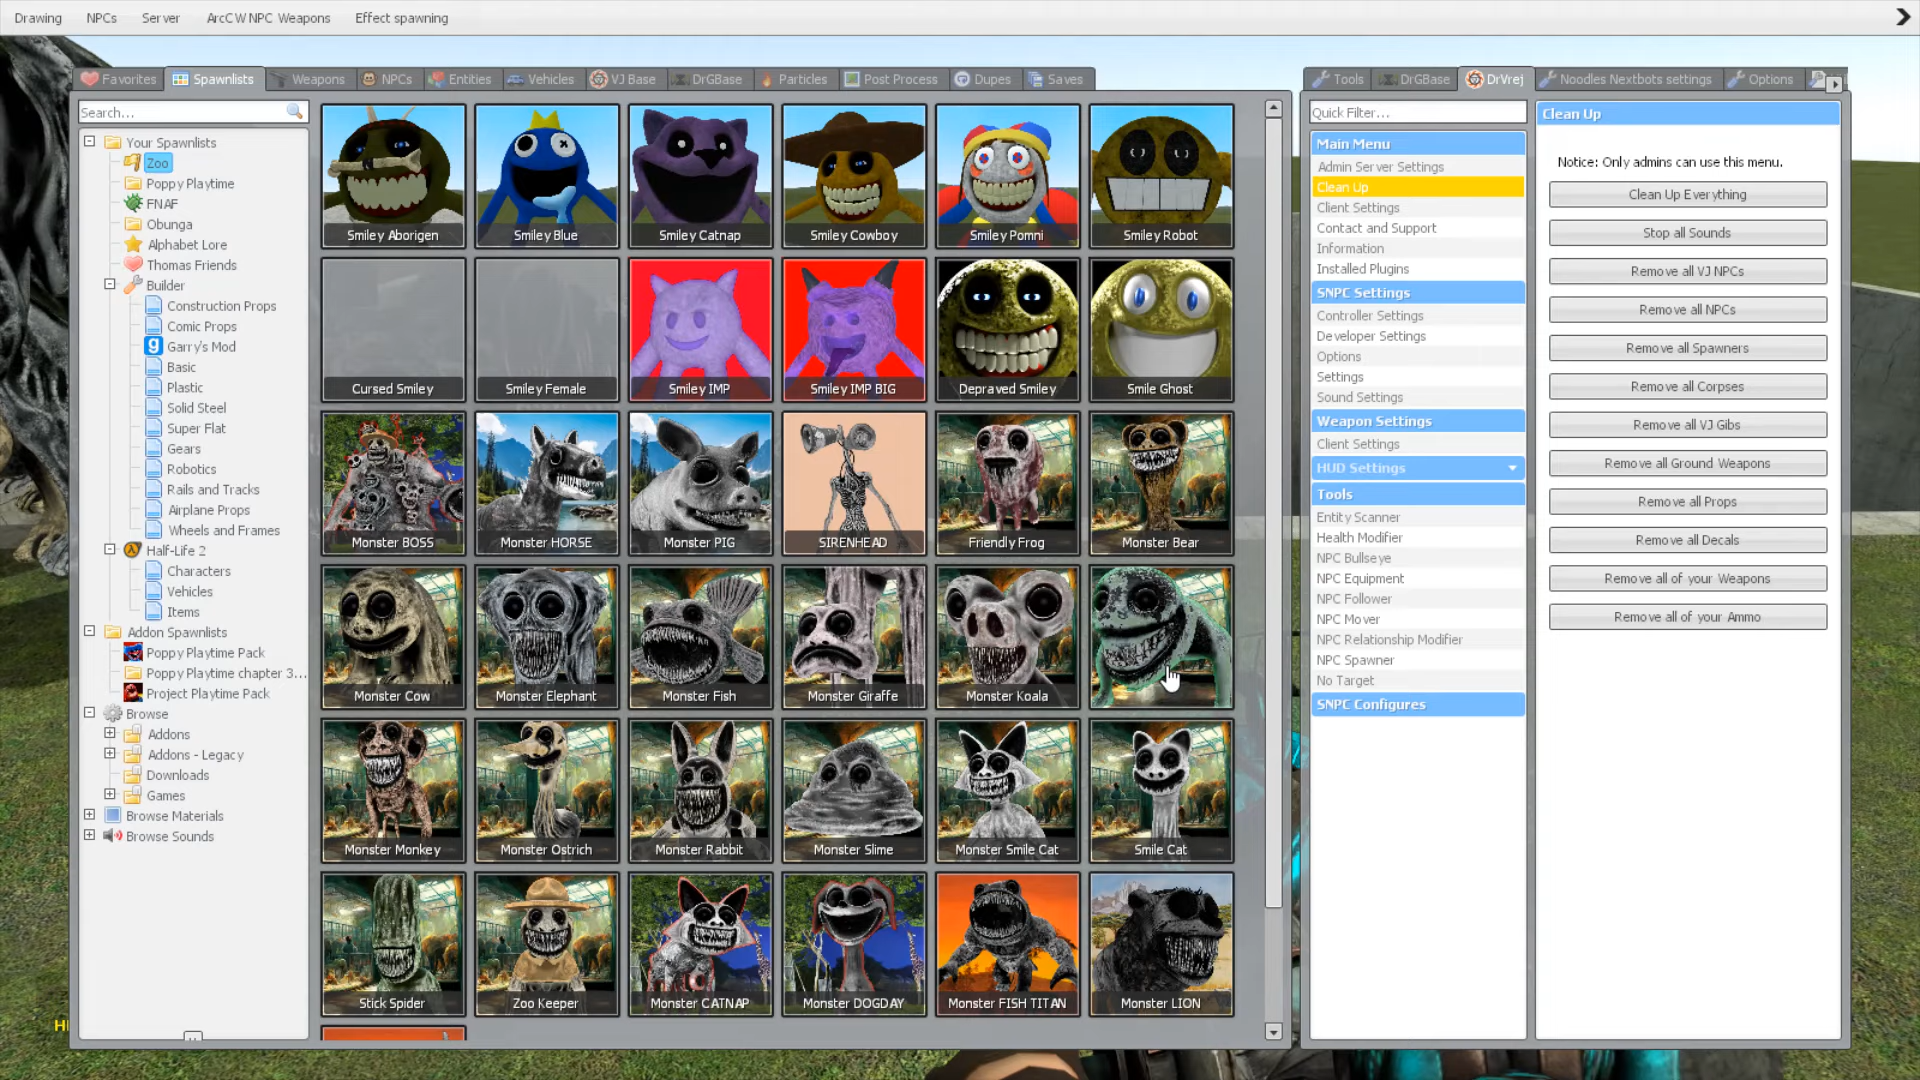 Drawing NPCs Server ArcCW NPC Weapons Effect spawning
Favorites Spawnlists Weapons NPCs Entities Vehicles VJ Base DrGBase Particles Post Process Dupes Saves
Search...
Your Spawnlists
Zoo
Poppy Playtime
FNAF
Obunga
Alphabet Lore
Thomas Friends
Builder
Construction Props
Comic Props
Garry's Mod
Basic
Plastic
Solid Steel
Super Flat
Gears
Robotics
Rails and Tracks
Airplane Props
Wheels and Frames
Half-Life 2
Characters
Vehicles
Items
Addon Spawnlists
Poppy Playtime Pack
Poppy Playtime chapter 3...
Project Playtime Pack
Browse
Addons
Addons - Legacy
Downloads
Games
Browse Materials
Browse Sounds
Smiley Aborigen Smiley Blue Smiley Catnap Smiley Cowboy Smiley Pomni Smiley Robot
Cursed Smiley Smiley Female Smiley IMP Smiley IMP BIG Depraved Smiley Smile Ghost
Monster BOSS Monster HORSE Monster PIG SIRENHEAD Friendly Frog Monster Bear
Monster Cow Monster Elephant Monster Fish Monster Giraffe Monster Koala
Monster Monkey Monster Ostrich Monster Rabbit Monster Slime Monster Smile Cat Smile Cat
Stick Spider Zoo Keeper Monster CATNAP Monster DOGDAY Monster FISH TITAN Monster LION
Tools DrGBase DrVrej Noodles Nextbots settings Options
Quick Filter...
Main Menu
Admin Server Settings
Clean Up
Client Settings
Contact and Support
Information
Installed Plugins
SNPC Settings
Controller Settings
Developer Settings
Options
Settings
Sound Settings
Weapon Settings
Client Settings
HUD Settings
Tools
Entity Scanner
Health Modifier
NPC Bullseye
NPC Equipment
NPC Follower
NPC Mover
NPC Relationship Modifier
NPC Spawner
No Target
SNPC Configures
Clean Up
Notice: Only admins can use this menu.
Clean Up Everything
Stop all Sounds
Remove all VJ NPCs
Remove all NPCs
Remove all Spawners
Remove all Corpses
Remove all VJ Gibs
Remove all Ground Weapons
Remove all Props
Remove all Decals
Remove all of your Weapons
Remove all of your Ammo